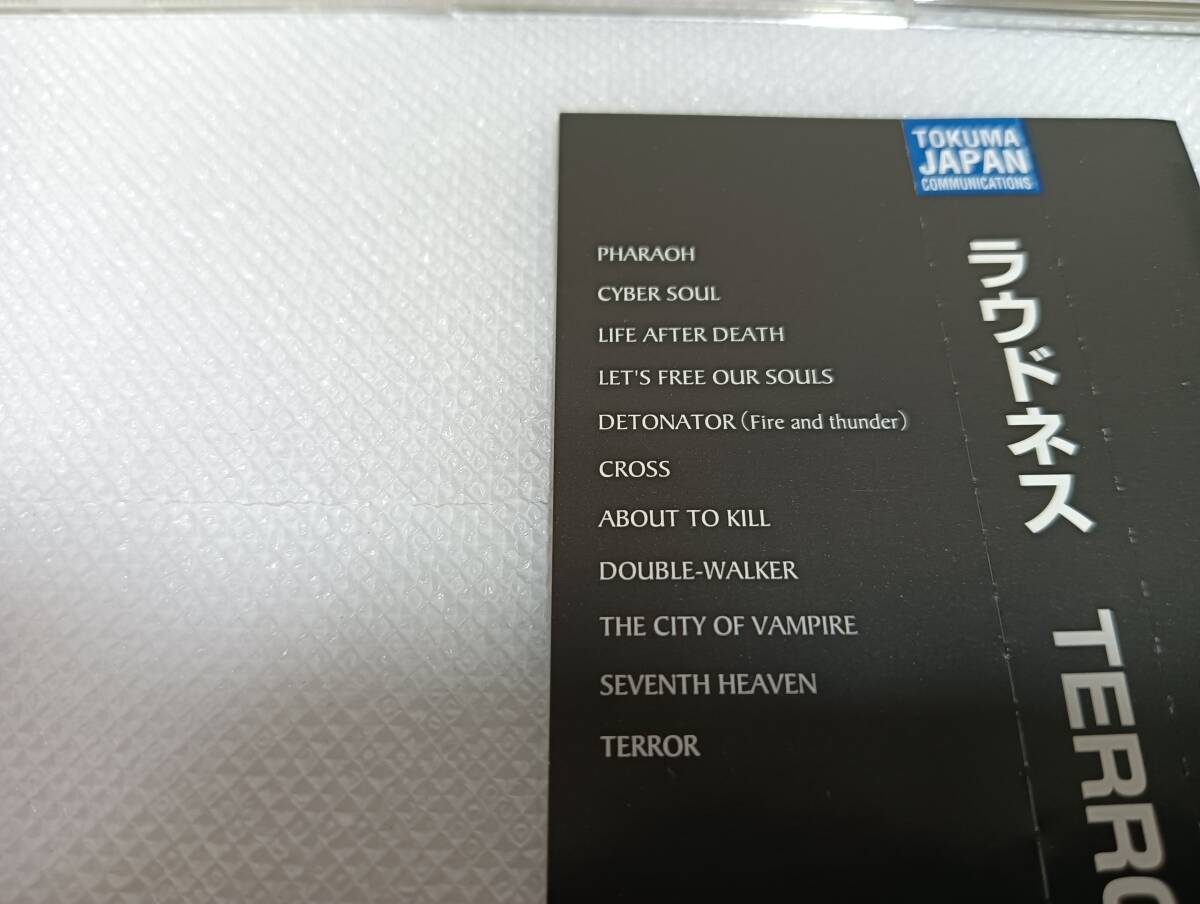 TOKUMA
JAPAN
COMMUNICATIONS
PHARAOH
CYBER SOUL
LIFE AFTER DEATH
LET'S FREE OUR SOULS
DETONATOR（Fire and thunder）
CROSS
ABOUT TO KILL
DOUBLE-WALKER
THE CITY OF VAMPIRE
SEVENTH HEAVEN
TERROR
ラウドネス TERRO